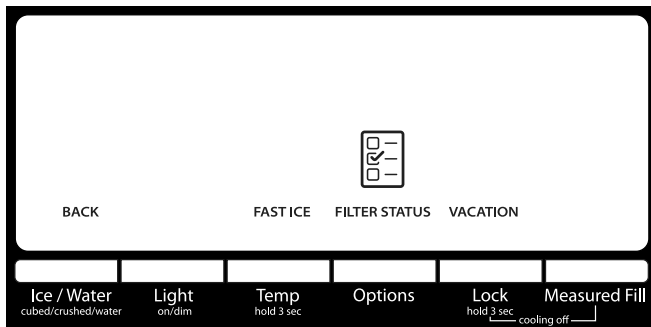 BACK FAST ICE FILTER STATUS VACATION
Ice / Water Light Temp Options Lock Measured Fill
cubed/crushed/water on/dim hold 3 sec hold 3 sec
cooling off